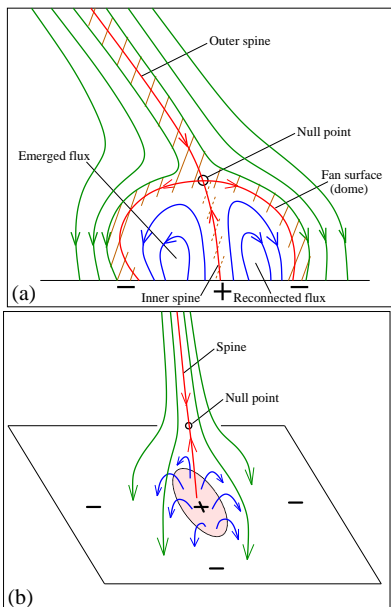 Outer spine
Null point
Emerged flux
Fan surface
(dome)
(a)
−
+
−
Inner spine
Reconnected flux
Spine
Null point
−
+
−
−
(b)